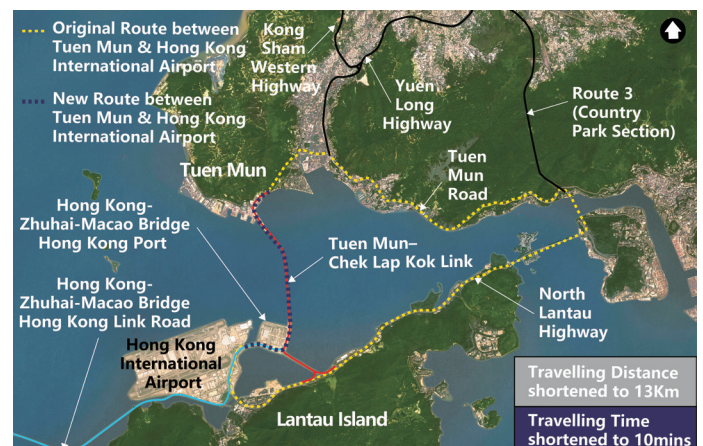 Original Route between
Tuen Mun & Hong Kong
International Airport
New Route between
Tuen Mun & Hong Kong
International Airport
Kong
Sham
Western
Highway
Yuen
Long
Highway
Route 3
(Country
Park Section)
Tuen Mun
Tuen
Mun
Road
Hong Kong-
Zhuhai-Macao Bridge
Hong Kong Port
Tuen Mun–
Chek Lap Kok Link
Hong Kong-
Zhuhai-Macao Bridge
Hong Kong Link Road
North
Lantau
Highway
Hong Kong
International
Airport
Lantau Island
Travelling Distance
shortened to 13Km
Travelling Time
shortened to 10mins